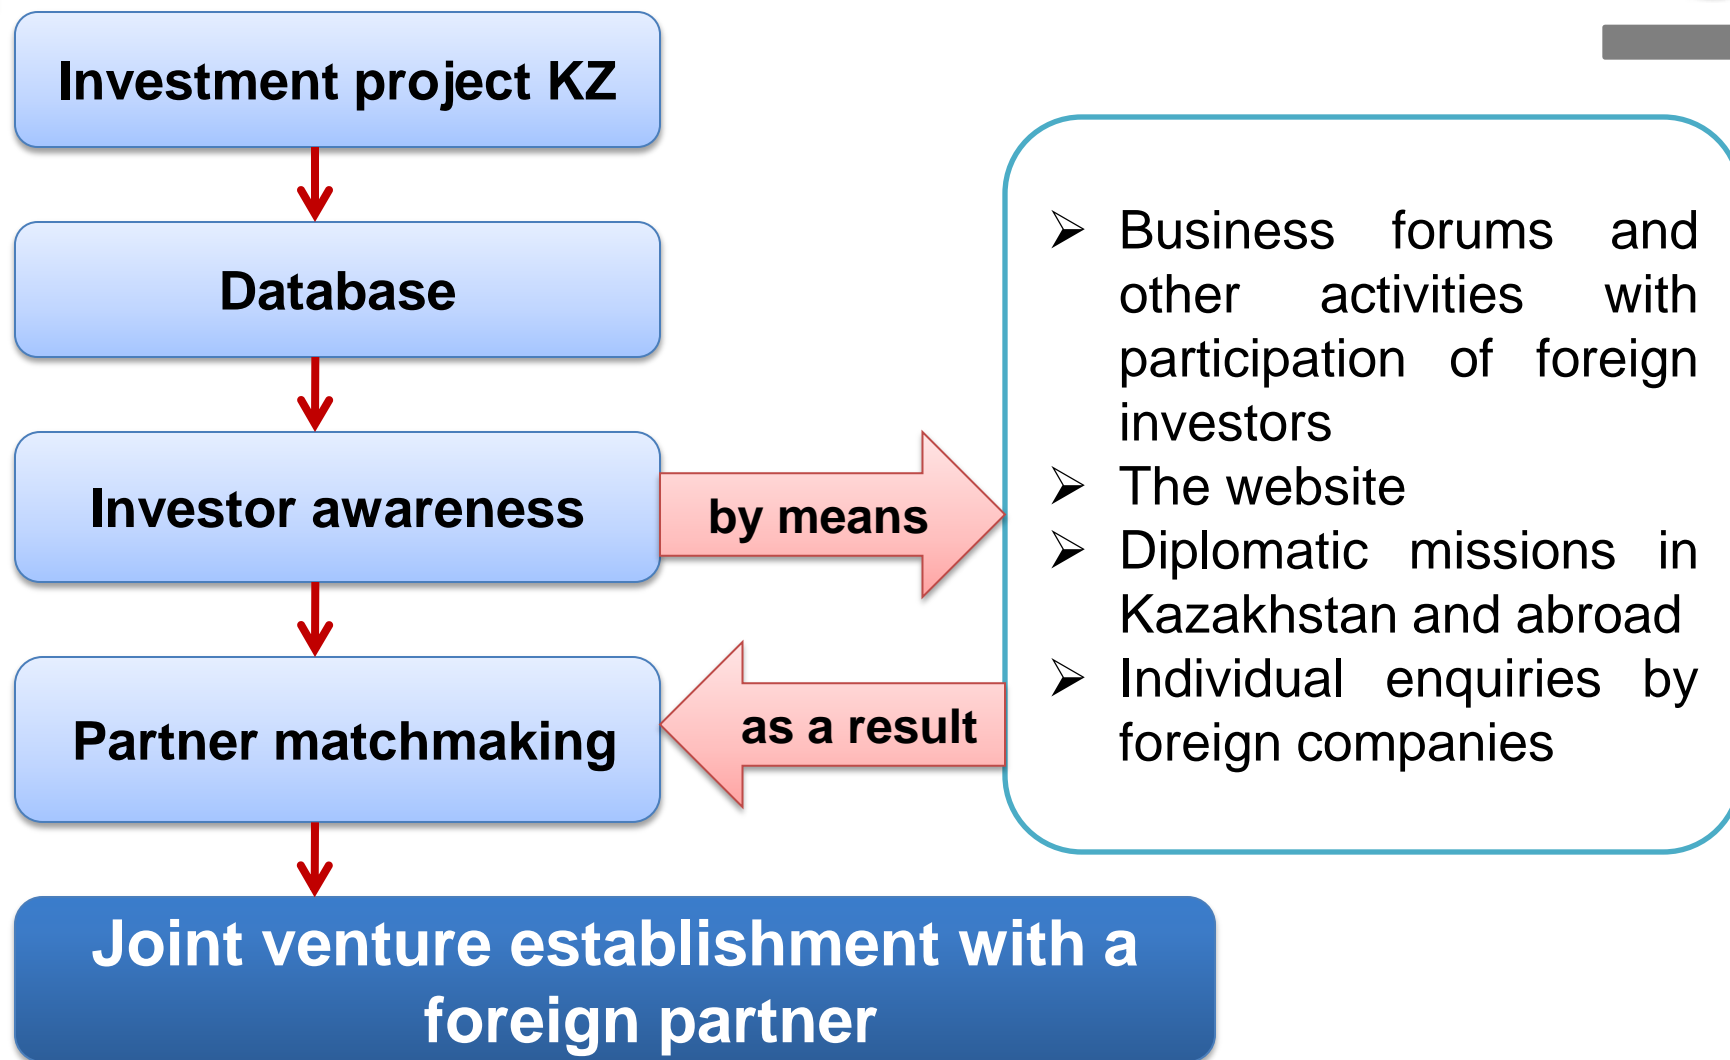 Investment project KZ
Database
Investor awareness
by means
➢ Business forums and
other activities with
participation of foreign
investors
➢ The website
➢ Diplomatic missions in
Kazakhstan and abroad
➢ Individual enquiries by
foreign companies
as a result
Partner matchmaking
Joint venture establishment with a
foreign partner